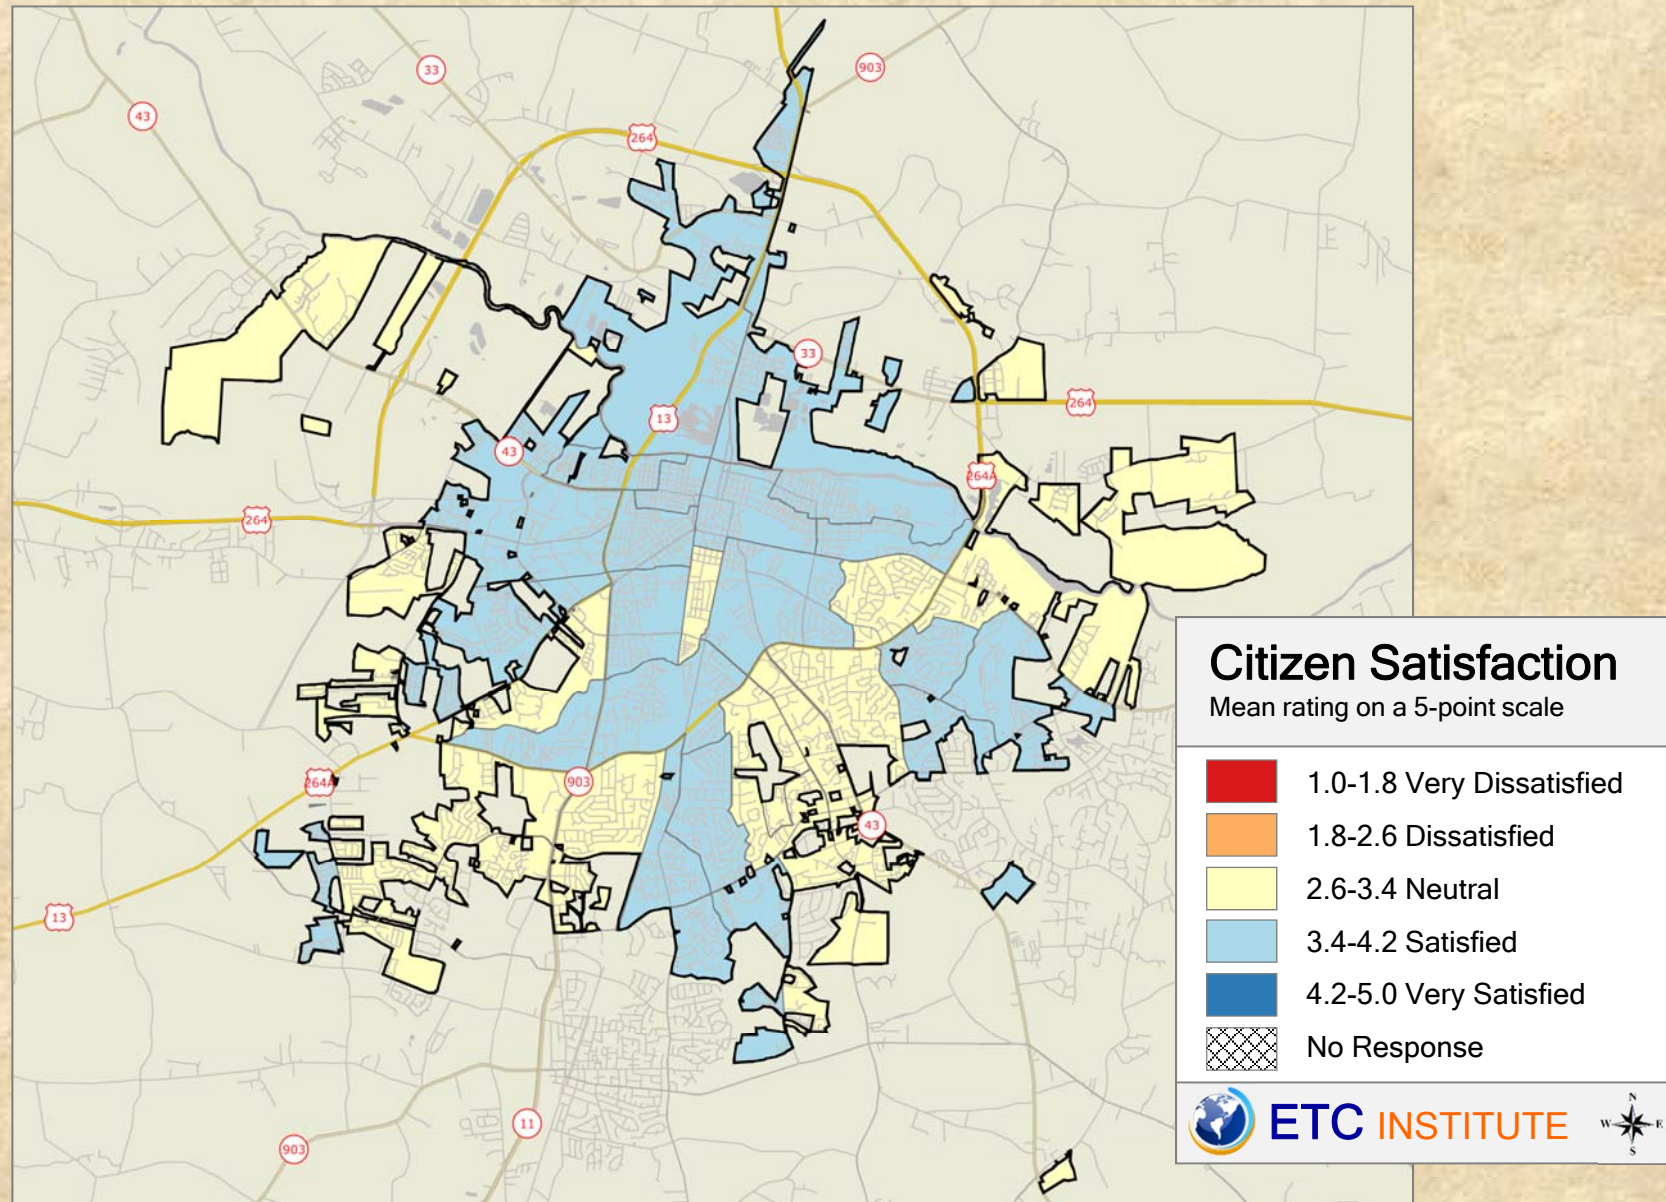 903
33
43
264
33
264
13
43
264A
264
903
264A
43
13
11
903
Citizen Satisfaction
Mean rating on a 5-point scale
1.0-1.8 Very Dissatisfied
1.8-2.6 Dissatisfied
2.6-3.4 Neutral
3.4-4.2 Satisfied
4.2-5.0 Very Satisfied
No Response
ETC INSTITUTE
N
W E
S